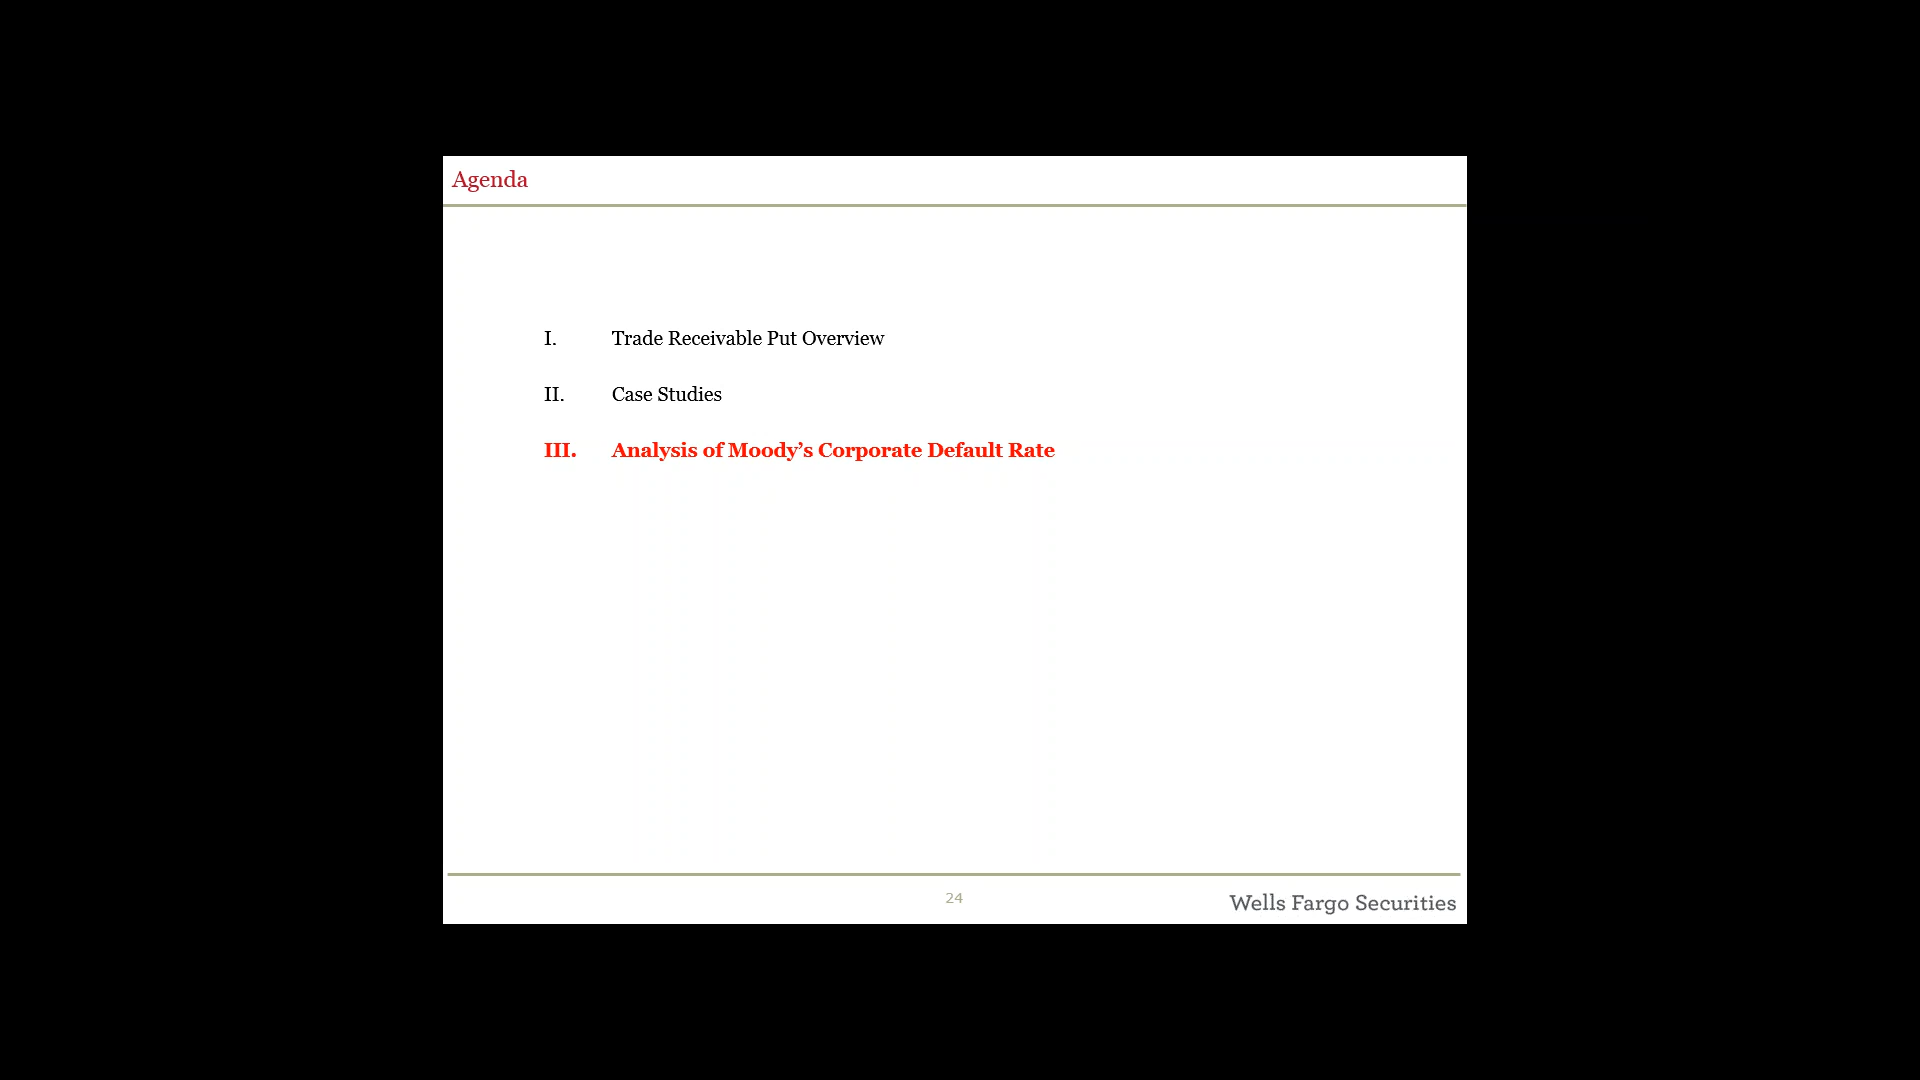 Agenda
I. Trade Receivable Put Overview
II. Case Studies
III. Analysis of Moody’s Corporate Default Rate
24
Wells Fargo Securities